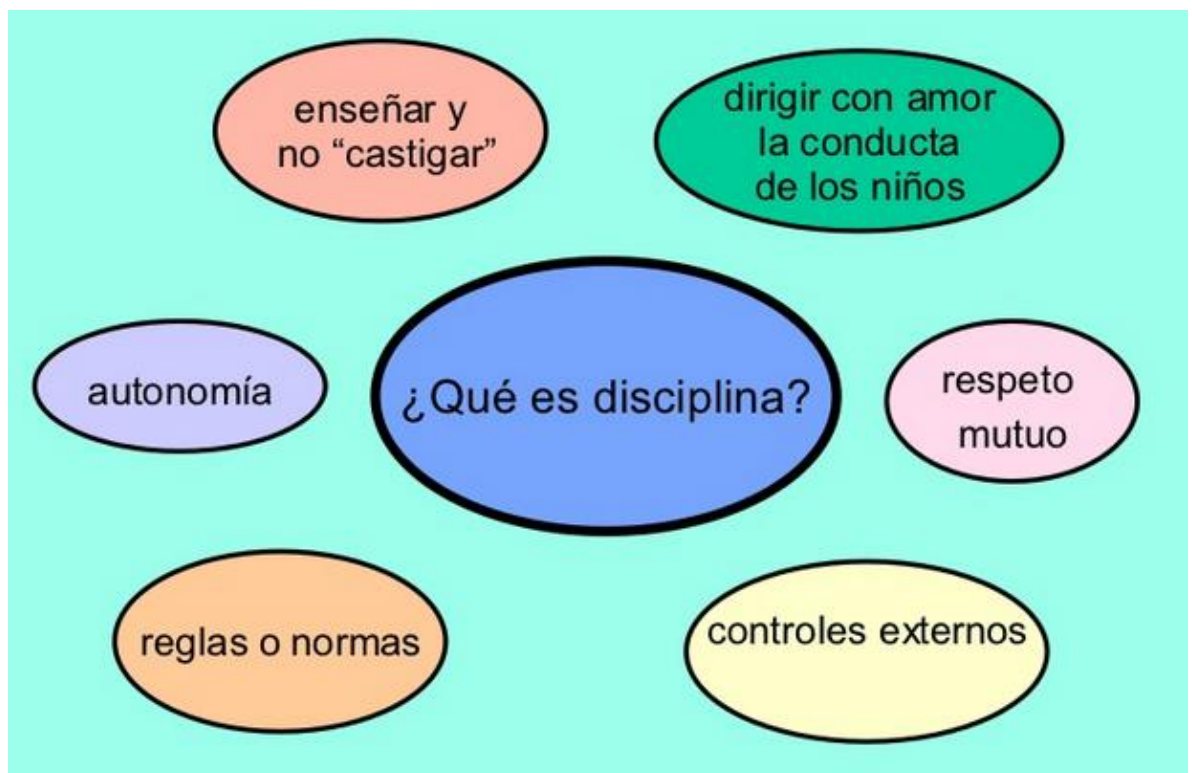 enseñar y
no “castigar”
dirigir con amor
la conducta
de los niños
autonomía
¿Qué es disciplina?
respeto
mutuo
reglas o normas
controles externos